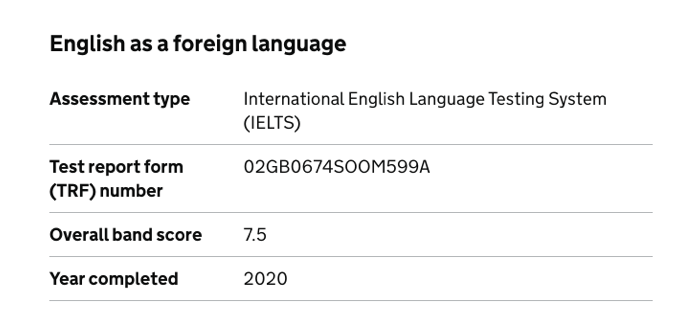 English as a foreign language
Assessment type International English Language Testing System
(IELTS)
Test report form 02GB0674SOOM599A
(TRF) number
Overall band score 7.5
Year completed 2020